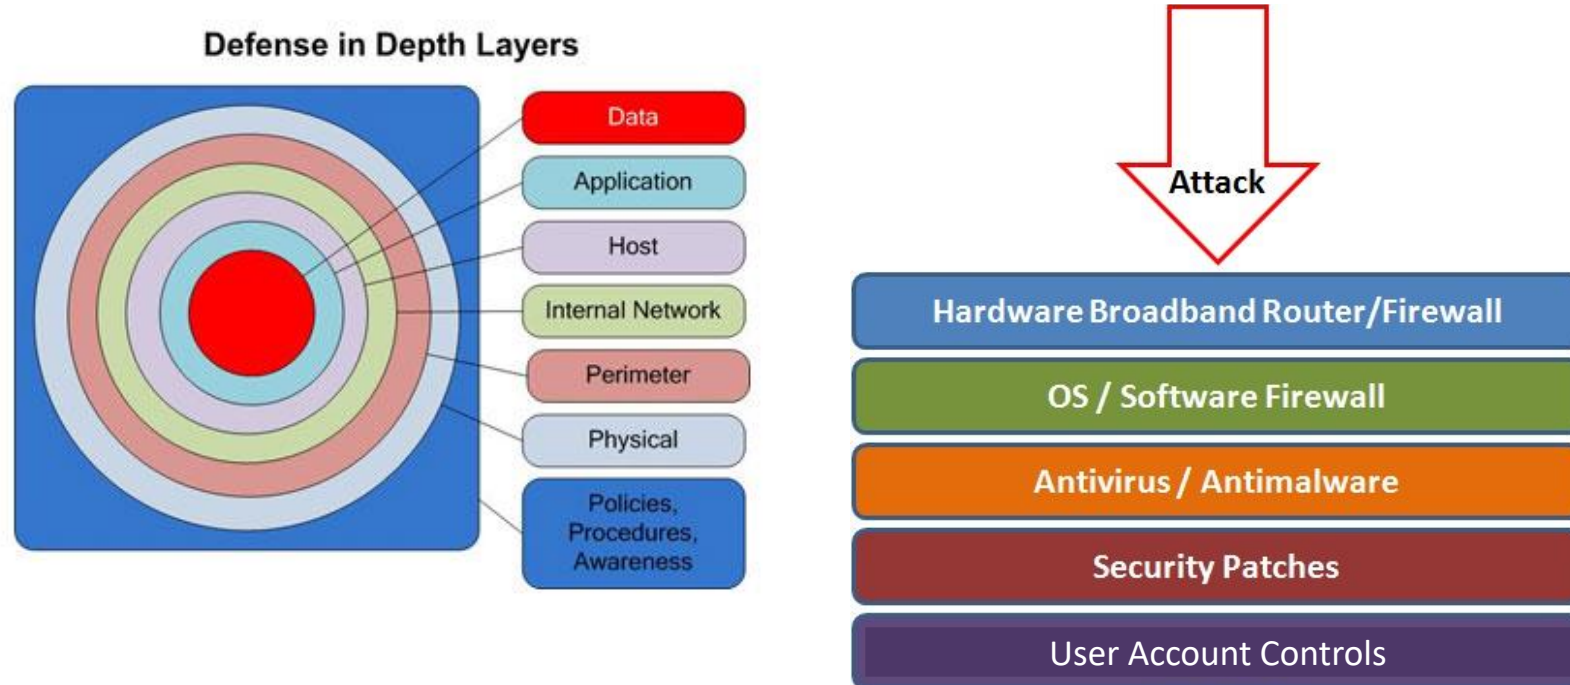 Defense in Depth Layers
Data
Application
Host
Internal Network
Perimeter
Physical
Policies,
Procedures,
Awareness
Attack
Hardware Broadband Router/Firewall
OS / Software Firewall
Antivirus / Antimalware
Security Patches
User Account Controls